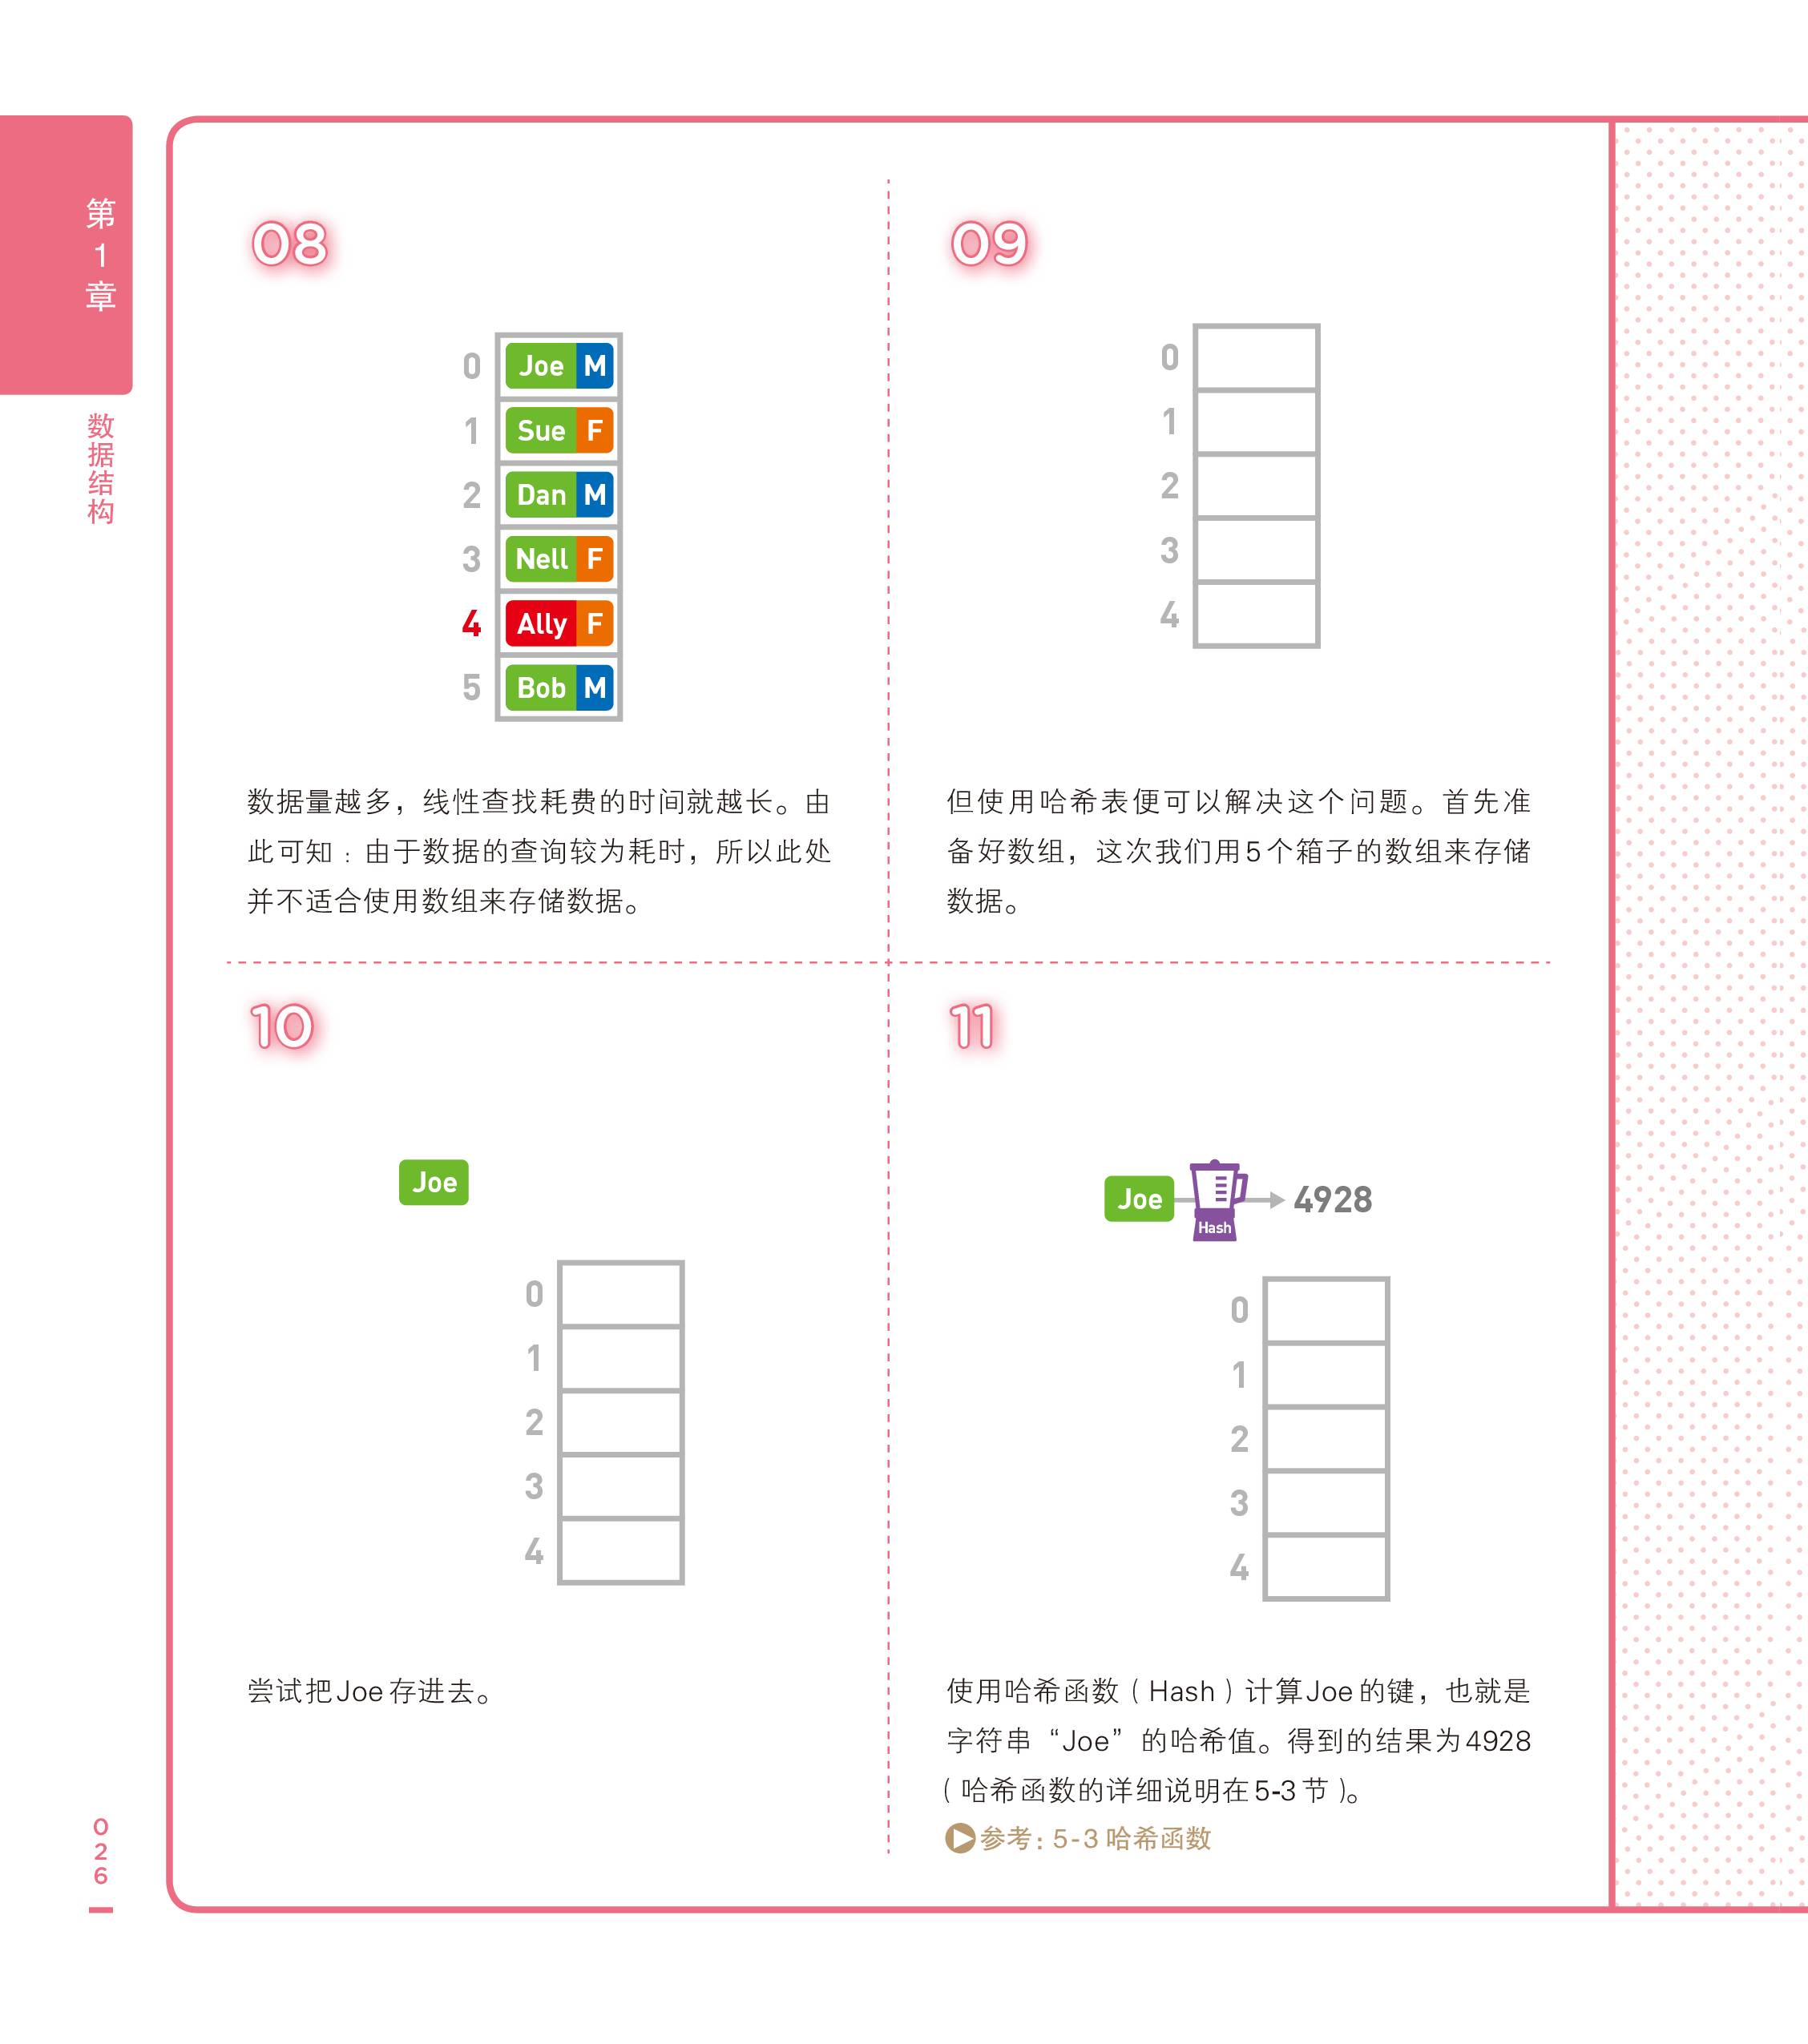 第1章
数据结构
08
0 Joe M
1 Sue F
2 Dan M
3 Nell F
4 Ally F
5 Bob M
数据量越多，线性查找耗费的时间就越长。由
此可知：由于数据的查询较为耗时，所以此处
并不适合使用数组来存储数据。
09
0
1
2
3
4
但使用哈希表便可以解决这个问题。首先准
备好数组，这次我们用5个箱子的数组来存储
数据。
10
Joe
0
1
2
3
4
尝试把Joe存进去。
11
Joe Hash 4928
0
1
2
3
4
使用哈希函数（Hash）计算Joe的键，也就是
字符串“Joe”的哈希值。得到的结果为4928
（哈希函数的详细说明在5-3节）。
参考：5-3 哈希函数
026